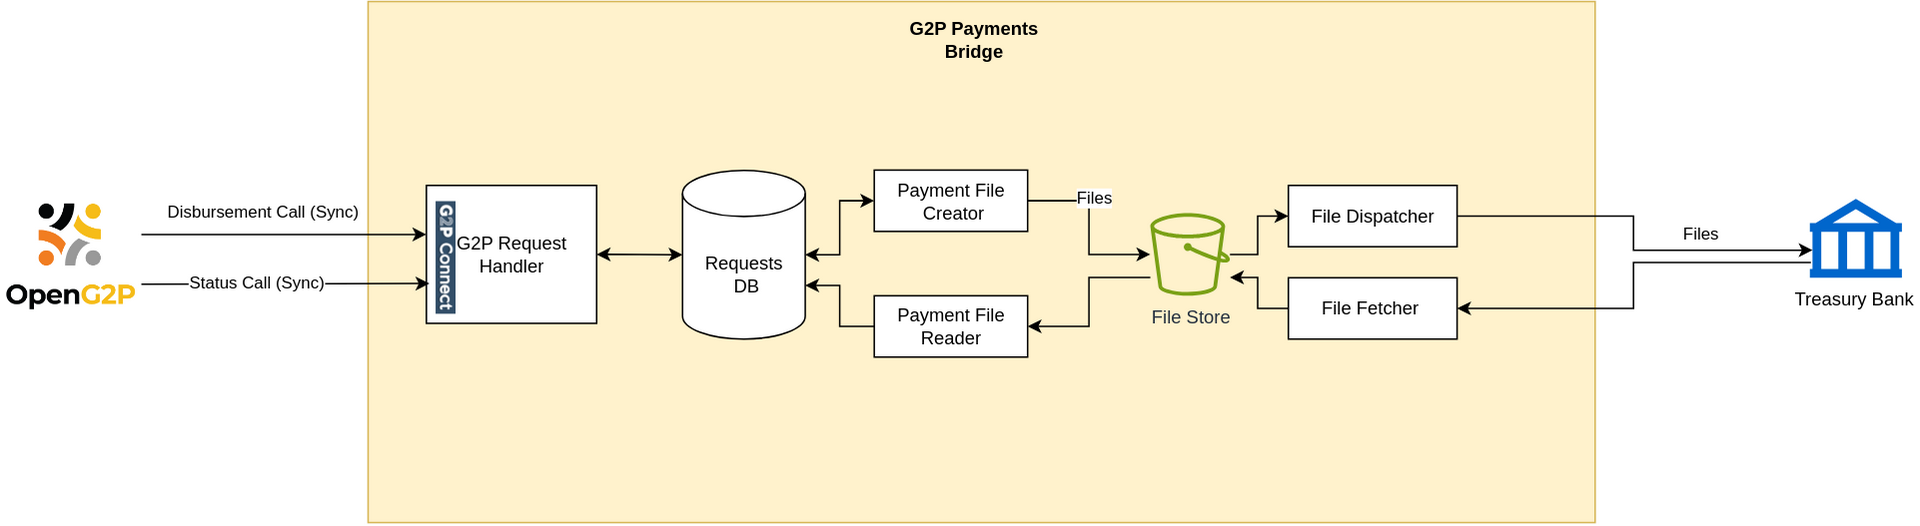 G2P Payments
Bridge
Disbursement Call (Sync)
Status Call (Sync)
OpenG2P
G2P Connect
G2P Request
Handler
Requests
DB
Payment File
Creator
Payment File
Reader
Files
File Store
File Dispatcher
File Fetcher
Files
Treasury Bank